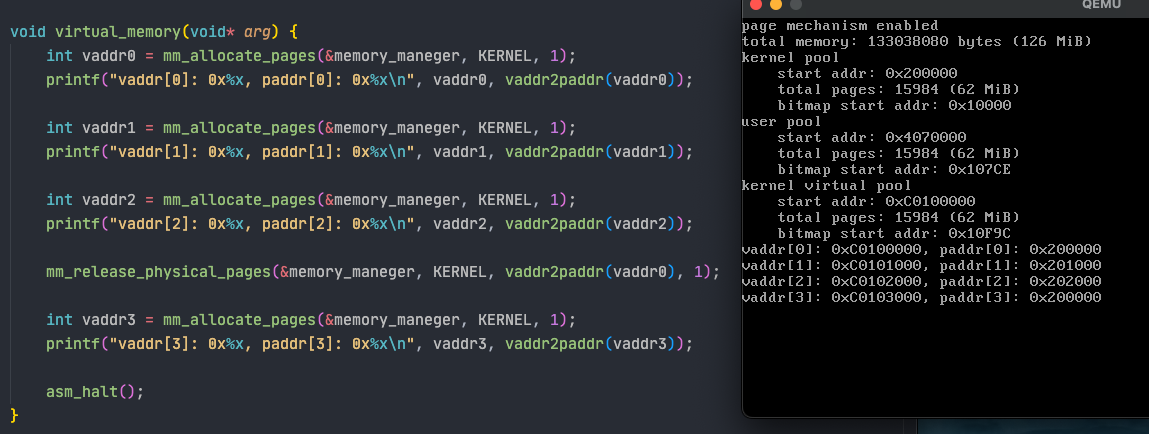 void virtual_memory(void* arg) {
    int vaddr0 = mm_allocate_pages(&memory_maneger, KERNEL, 1);
    printf("vaddr[0]: 0x%x, paddr[0]: 0x%x\n", vaddr0, vaddr2paddr(vaddr0));

    int vaddr1 = mm_allocate_pages(&memory_maneger, KERNEL, 1);
    printf("vaddr[1]: 0x%x, paddr[1]: 0x%x\n", vaddr1, vaddr2paddr(vaddr1));

    int vaddr2 = mm_allocate_pages(&memory_maneger, KERNEL, 1);
    printf("vaddr[2]: 0x%x, paddr[2]: 0x%x\n", vaddr2, vaddr2paddr(vaddr2));

    mm_release_physical_pages(&memory_maneger, KERNEL, vaddr2paddr(vaddr0), 1);

    int vaddr3 = mm_allocate_pages(&memory_maneger, KERNEL, 1);
    printf("vaddr[3]: 0x%x, paddr[3]: 0x%x\n", vaddr3, vaddr2paddr(vaddr3));

    asm_halt();
}
QEMU
page mechanism enabled
total memory: 133038080 bytes (126 MiB)
kernel pool
    start addr: 0x200000
    total pages: 15984 (62 MiB)
    bitmap start addr: 0x10000
user pool
    start addr: 0x4070000
    total pages: 15984 (62 MiB)
    bitmap start addr: 0x107CE
kernel virtual pool
    start addr: 0xC0100000
    total pages: 15984 (62 MiB)
    bitmap start addr: 0x10F9C
vaddr[0]: 0xC0100000, paddr[0]: 0x200000
vaddr[1]: 0xC0101000, paddr[1]: 0x201000
vaddr[2]: 0xC0102000, paddr[2]: 0x202000
vaddr[3]: 0xC0103000, paddr[3]: 0x200000